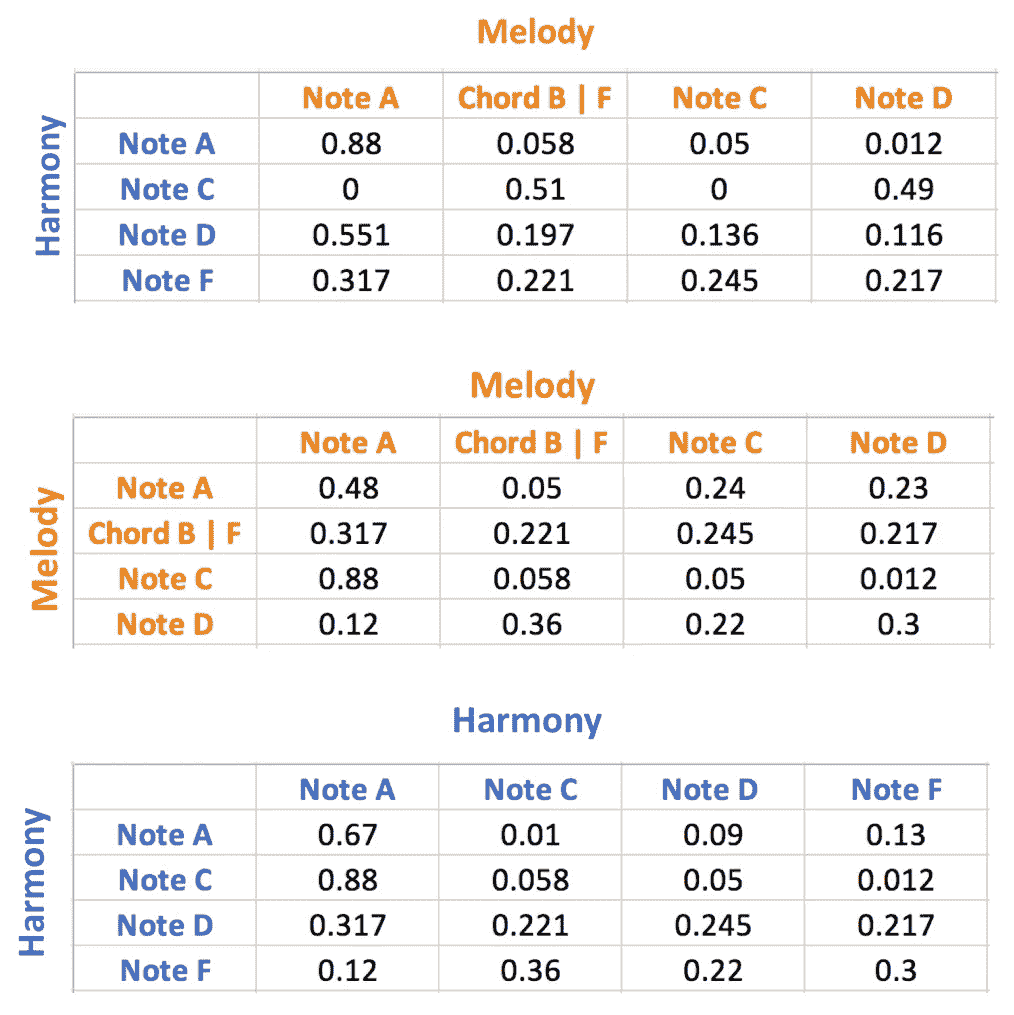 Melody
Harmony
Note A Chord B | F Note C Note D
Note A 0.88 0.058 0.05 0.012
Note C 0 0.51 0 0.49
Note D 0.551 0.197 0.136 0.116
Note F 0.317 0.221 0.245 0.217
Melody
Melody
Note A Chord B | F Note C Note D
Note A 0.48 0.05 0.24 0.23
Chord B | F 0.317 0.221 0.245 0.217
Note C 0.88 0.058 0.05 0.012
Note D 0.12 0.36 0.22 0.3
Harmony
Harmony
Note A Note C Note D Note F
Note A 0.67 0.01 0.09 0.13
Note C 0.88 0.058 0.05 0.012
Note D 0.317 0.221 0.245 0.217
Note F 0.12 0.36 0.22 0.3